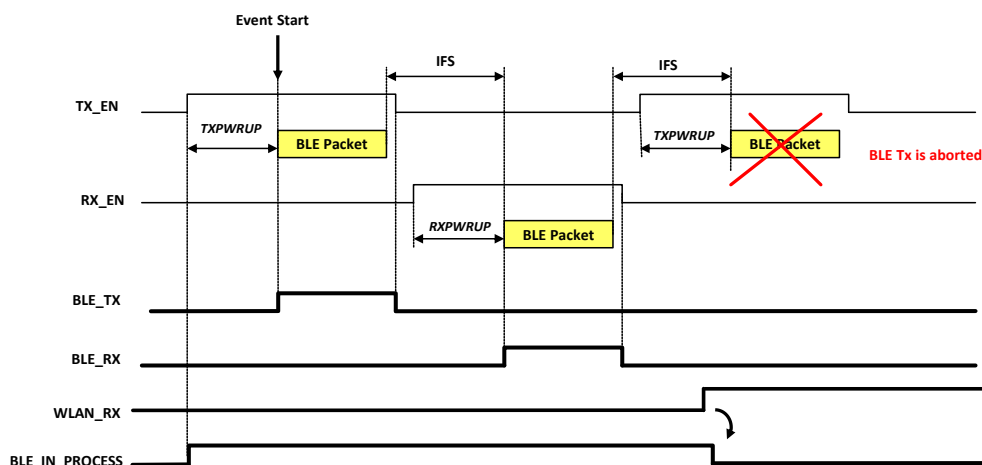 Event Start
IFS
IFS
TX_EN
TXPWRUP
BLE Packet
TXPWRUP
BLE Packet
BLE Tx is aborted
RX_EN
RXPWRUP
BLE Packet
BLE_TX
BLE_RX
WLAN_RX
BLE_IN_PROCESS